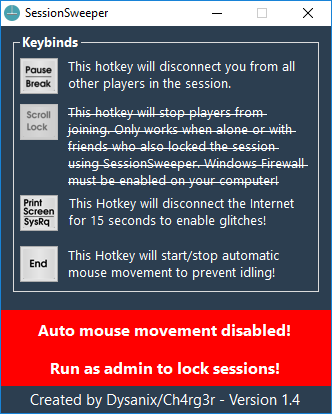 SessionSweeper
Keybinds
Pause
Break
This hotkey will disconnect you from all
other players in the session.
Scroll
Lock
This hotkey will stop players from
joining. Only works when alone or with
friends who also locked the session
using SessionSweeper. Windows Firewall
must be enabled on your computer!
Print
Screen
SysRq
This Hotkey will disconnect the Internet
for 15 seconds to enable glitches!
End
This Hotkey will start/stop automatic
mouse movement to prevent idling!
Auto mouse movement disabled!
Run as admin to lock sessions!
Created by Dysanix/Ch4rg3r - Version 1.4